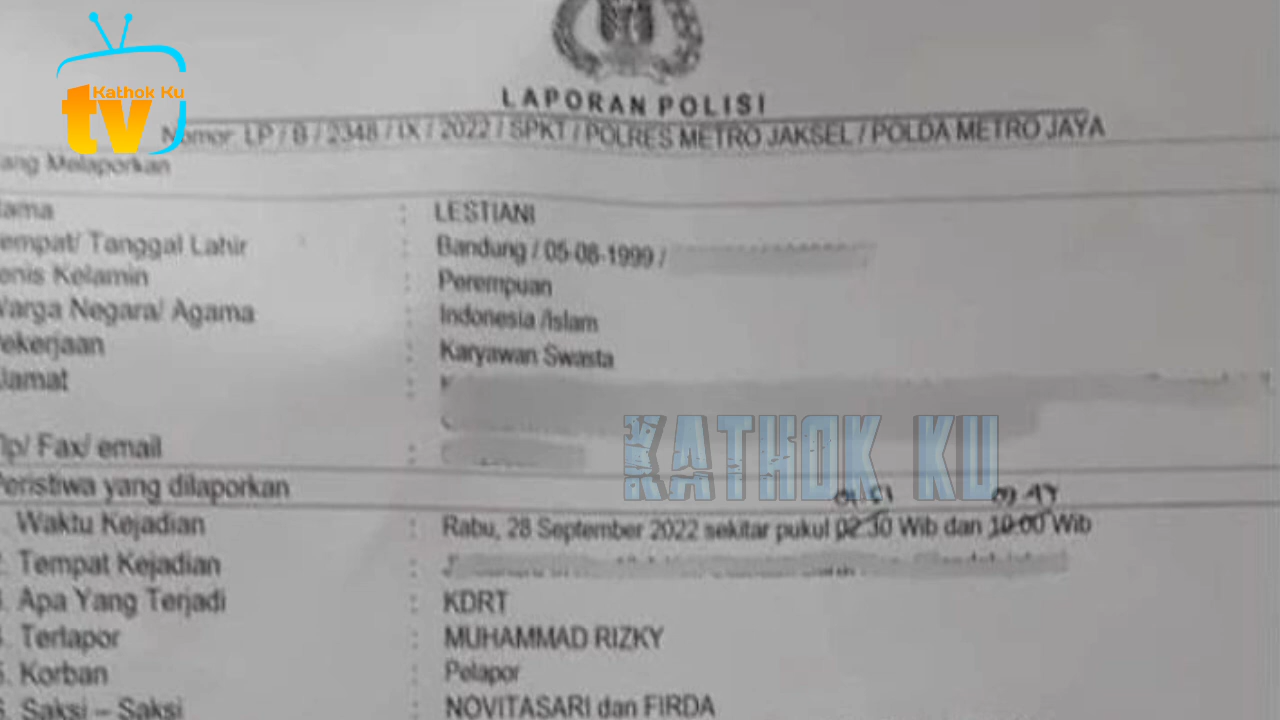 Kathok Ku
tv
LAPORAN POLISI
Nomor: LP / B / 2348 / IX / 2022 / SPKT / POLRES METRO JAKSEL / POLDA METRO JAYA
ang Melaporkan
ama : LESTIANI
empat/ Tanggal Lahir : Bandung / 05-08-1999 /
enis Kelamin : Perempuan
Warga Negara/ Agama : Indonesia /Islam
ekerjaan : Karyawan Swasta
lamat :
lp/ Fax/ email :
KATHOK KU
Peristiwa yang dilaporkan
Waktu Kejadian : Rabu, 28 September 2022 sekitar pukul 02:30 Wib dan 10:00 Wib
. Tempat Kejadian :
. Apa Yang Terjadi : KDRT
. Terlapor : MUHAMMAD RIZKY
. Korban : Pelapor
. Saksi – Saksi : NOVITASARI dan FIRDA